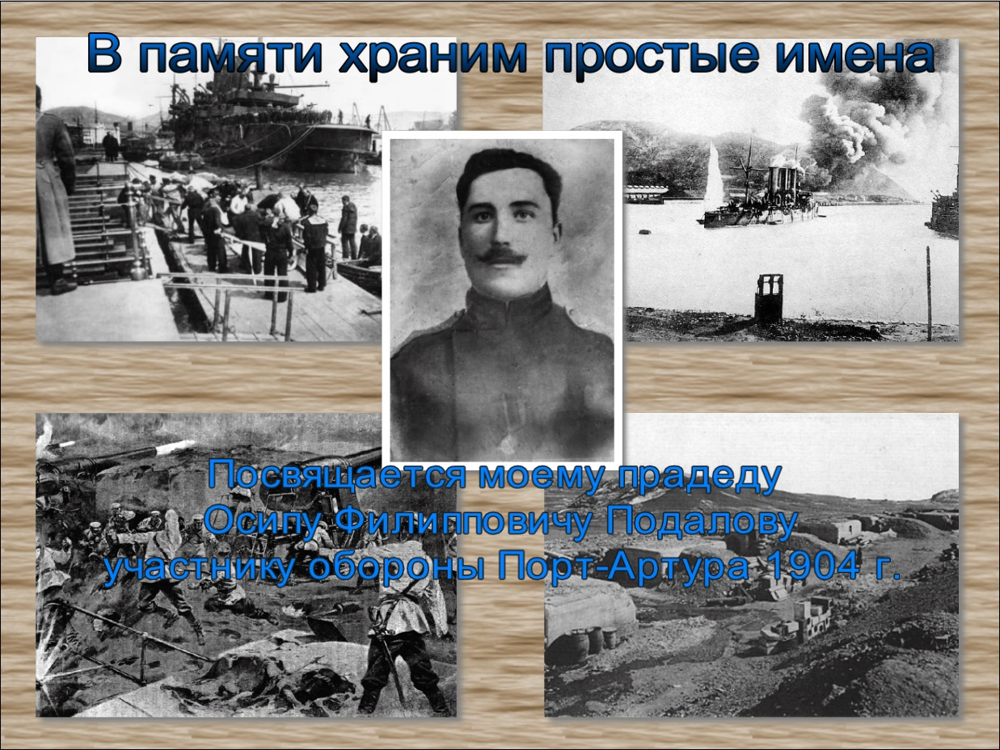 В памяти храним простые имена
Посвящается моему прадеду
Осипу Филипповичу Подалову
участнику обороны Порт-Артура 1904 г.